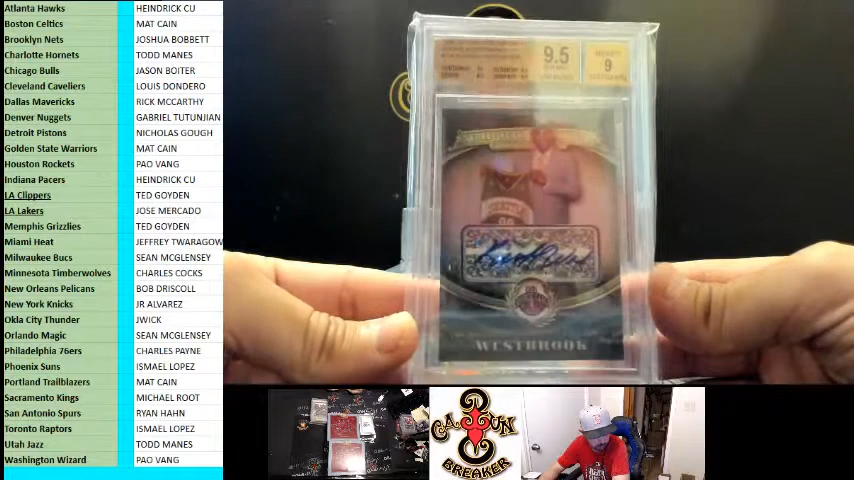 Atlanta Hawks HEINDRICK CU
Boston Celtics MAT CAIN
Brooklyn Nets JOSHUA BOBBETT
Charlotte Hornets TODD MANES
Chicago Bulls JASON BOITER
Cleveland Caveliers LOUIS DONDERO
Dallas Mavericks RICK MCCARTHY
Denver Nuggets GABRIEL TUTUNJIAN
Detroit Pistons NICHOLAS GOUGH
Golden State Warriors MAT CAIN
Houston Rockets PAO VANG
Indiana Pacers HEINDRICK CU
LA Clippers TED GOYDEN
LA Lakers JOSE MERCADO
Memphis Grizzlies TED GOYDEN
Miami Heat JEFFREY TWARAGOW
Milwaukee Bucs SEAN MCGLENSEY
Minnesota Timberwolves CHARLES COCKS
New Orleans Pelicans BOB DRISCOLL
New York Knicks JR ALVAREZ
Okla City Thunder JWICK
Orlando Magic SEAN MCGLENSEY
Philadelphia 76ers CHARLES PAYNE
Phoenix Suns ISMAEL LOPEZ
Portland Trailblazers MAT CAIN
Sacramento Kings MICHAEL ROOT
San Antonio Spurs RYAN HAHN
Toronto Raptors ISMAEL LOPEZ
Utah Jazz TODD MANES
Washington Wizard PAO VANG
9.5
9
WESTBROOK
CAJUN
BREAKER